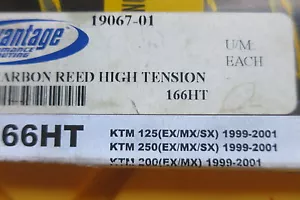 19067-01
vantage
U/M:
EACH
ARBON REED HIGH TENSION
166HT
66HT
KTM 125(EX/MX/SX) 1999-2001
KTM 250(EX/MX/SX) 1999-2001
KTM 200(EX/MX) 1999-2001